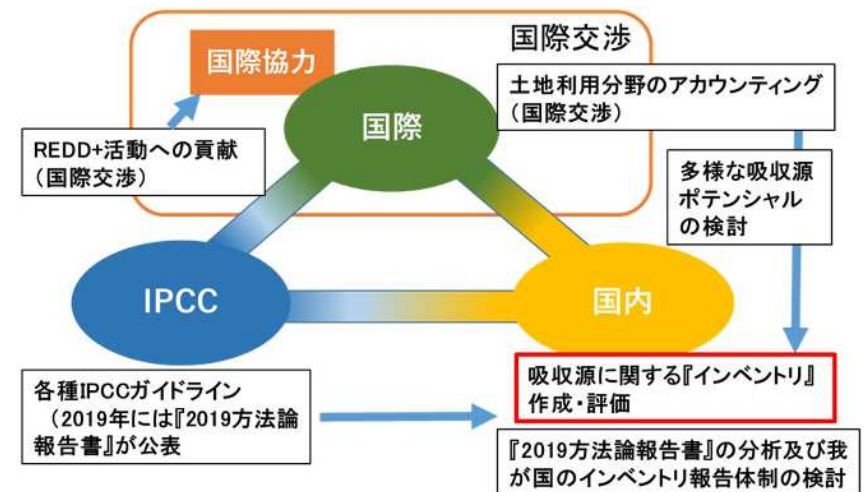 国際交渉
国際協力
国際
土地利用分野のアカウンティング
（国際交渉）
REDD+活動への貢献
（国際交渉）
多様な吸収源
ポテンシャル
の検討
IPCC
国内
各種IPCCガイドライン
（2019年には『2019方法論
報告書』が公表
吸収源に関する『インベントリ』
作成・評価
『2019方法論報告書』の分析及び我
が国のインベントリ報告体制の検討